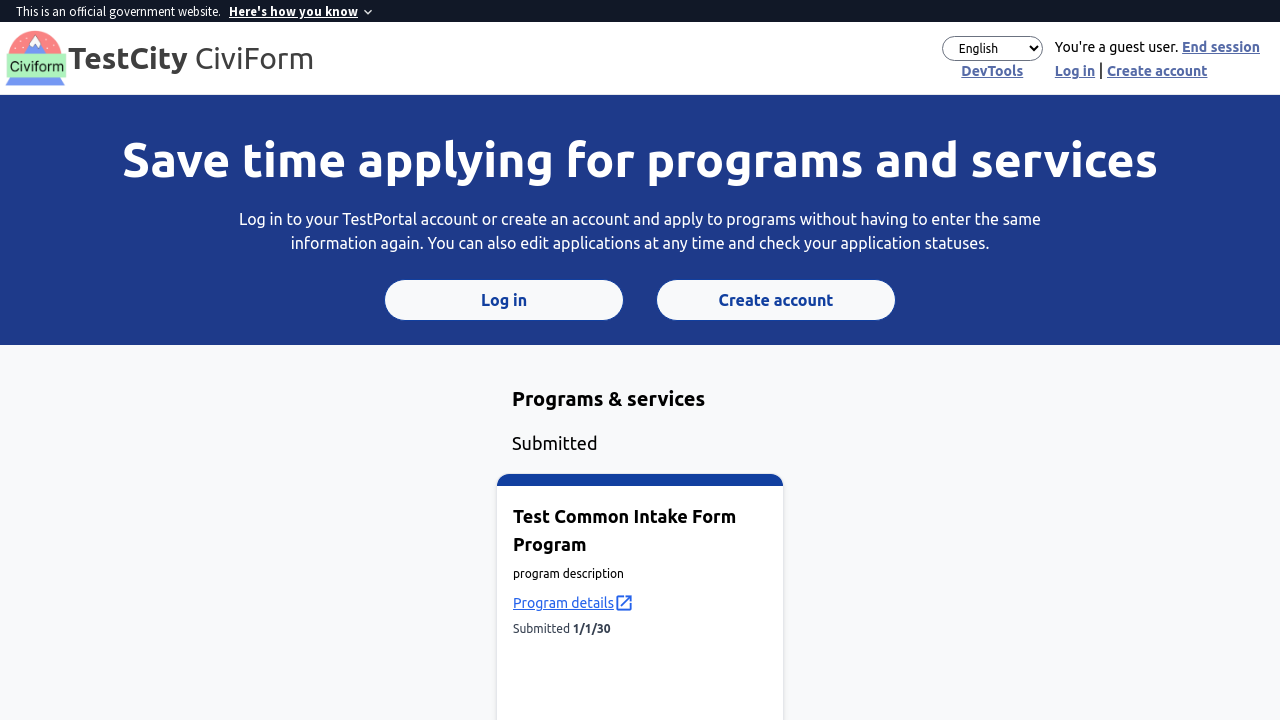 This is an official government website. Here's how you know
Civiform
TestCity CiviForm
English
You're a guest user. End session
DevTools
Log in | Create account
Save time applying for programs and services
Log in to your TestPortal account or create an account and apply to programs without having to enter the same
information again. You can also edit applications at any time and check your application statuses.
Log in
Create account
Programs & services
Submitted
Test Common Intake Form
Program
program description
Program details
Submitted 1/1/30